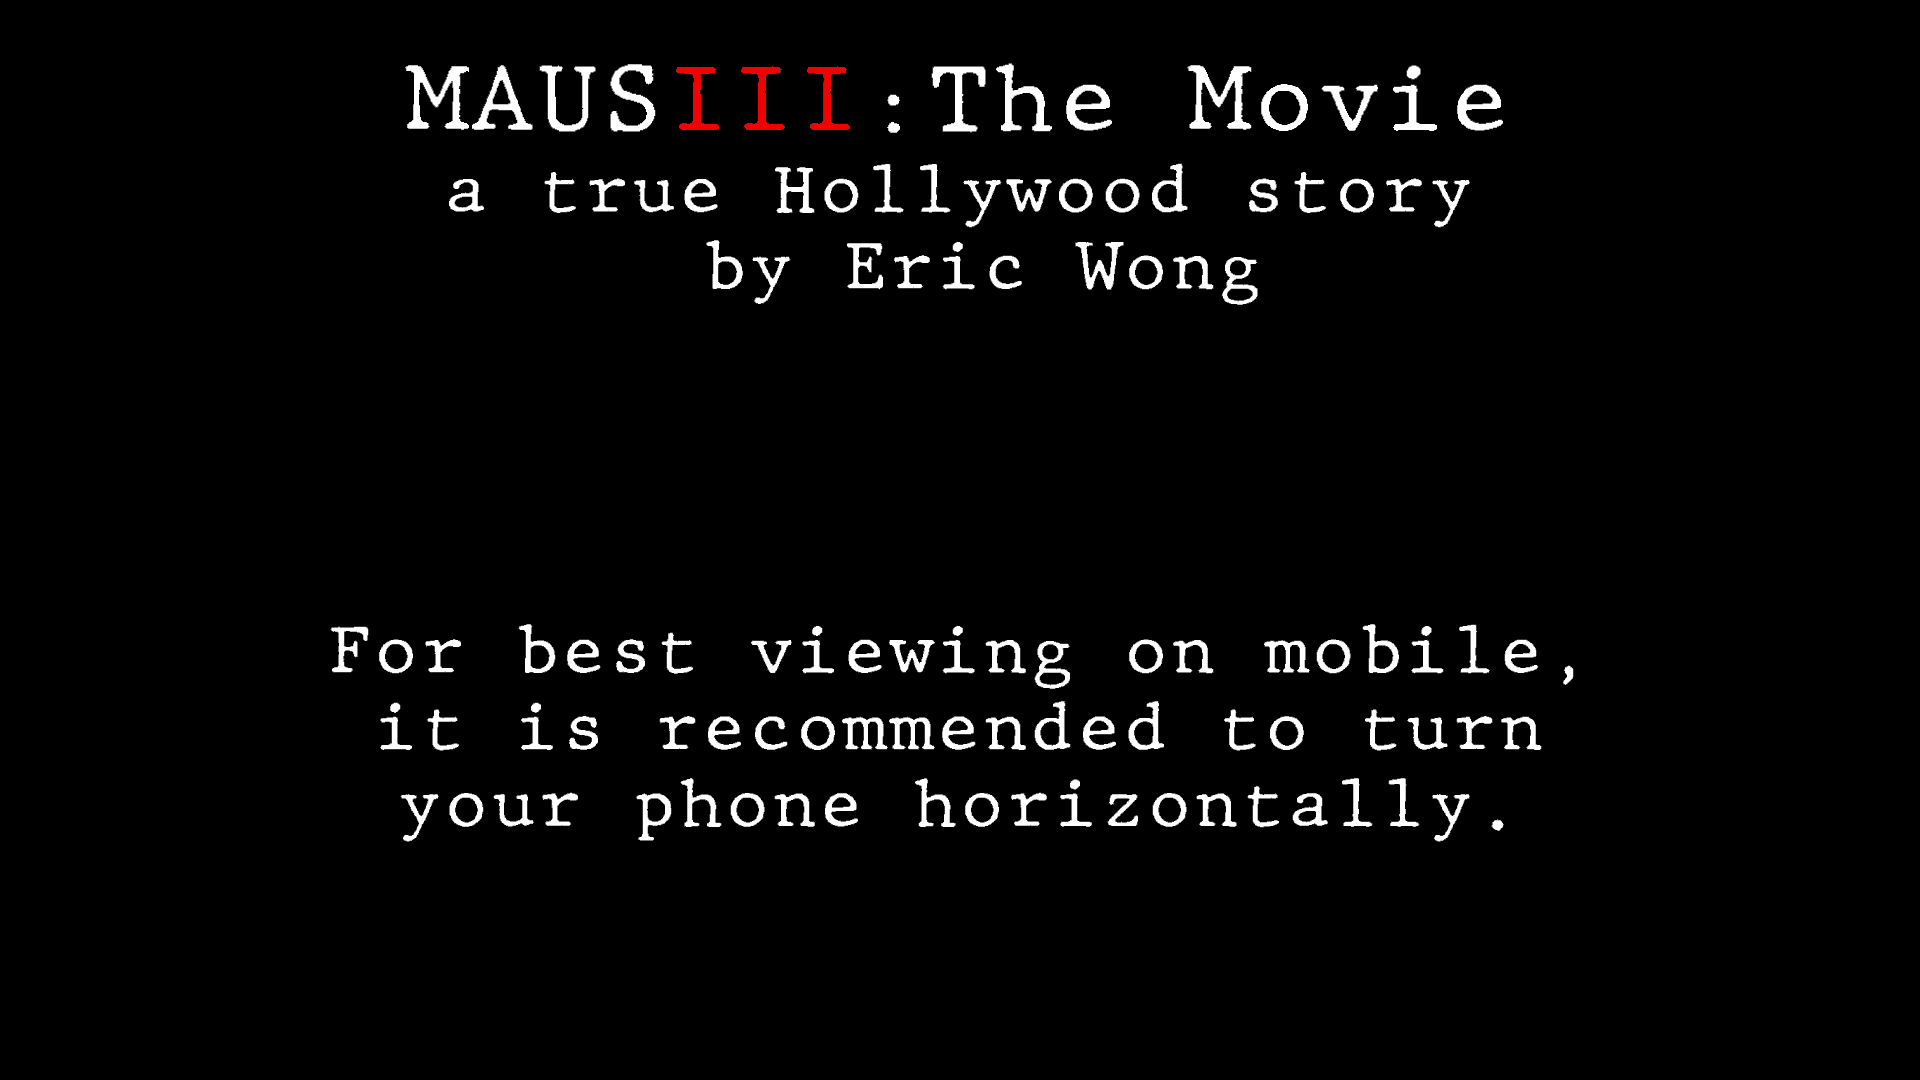 MAUSIII:The Movie
a true Hollywood story
by Eric Wong
For best viewing on mobile,
it is recommended to turn
your phone horizontally.